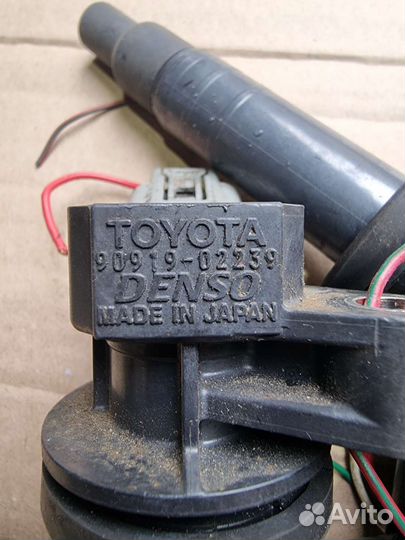 TOYOTA
90919-02239
DENSO
MADE IN JAPAN
Avito